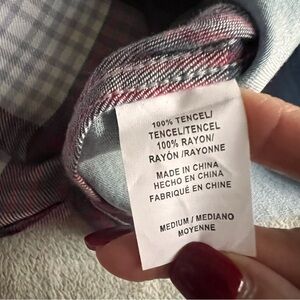 100% TENCEL/
TENCEL/TENCEL
100% RAYON/
RAYÓN /RAYONNE
MADE IN CHINA
HECHO EN CHINA
FABRIQUÉ EN CHINE
MEDIUM / MEDIANO
MOYENNE